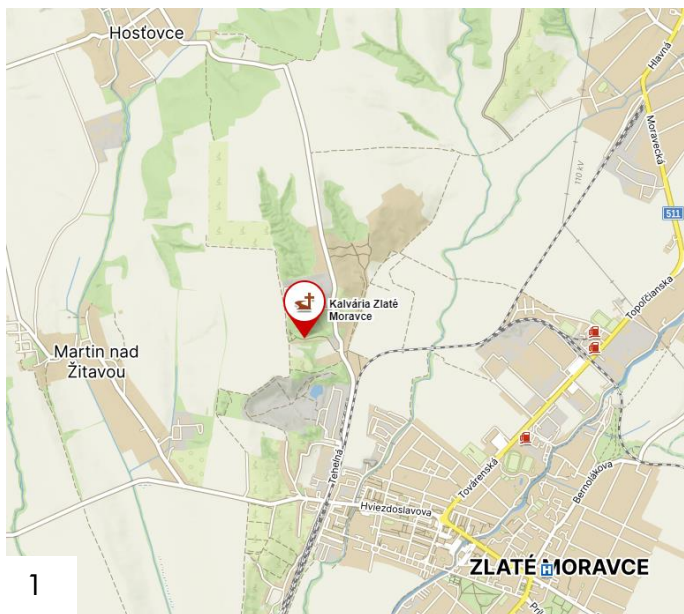 Hosťovce
Hlavná
Moravecká
110 kV
511
Topoľčianska
Kalvária Zlaté
Moravce
Martin nad
Žitavou
Tehelná
Továrenská
Bernolákova
Hviezdoslavova
ZLATÉ MORAVCE
H
1